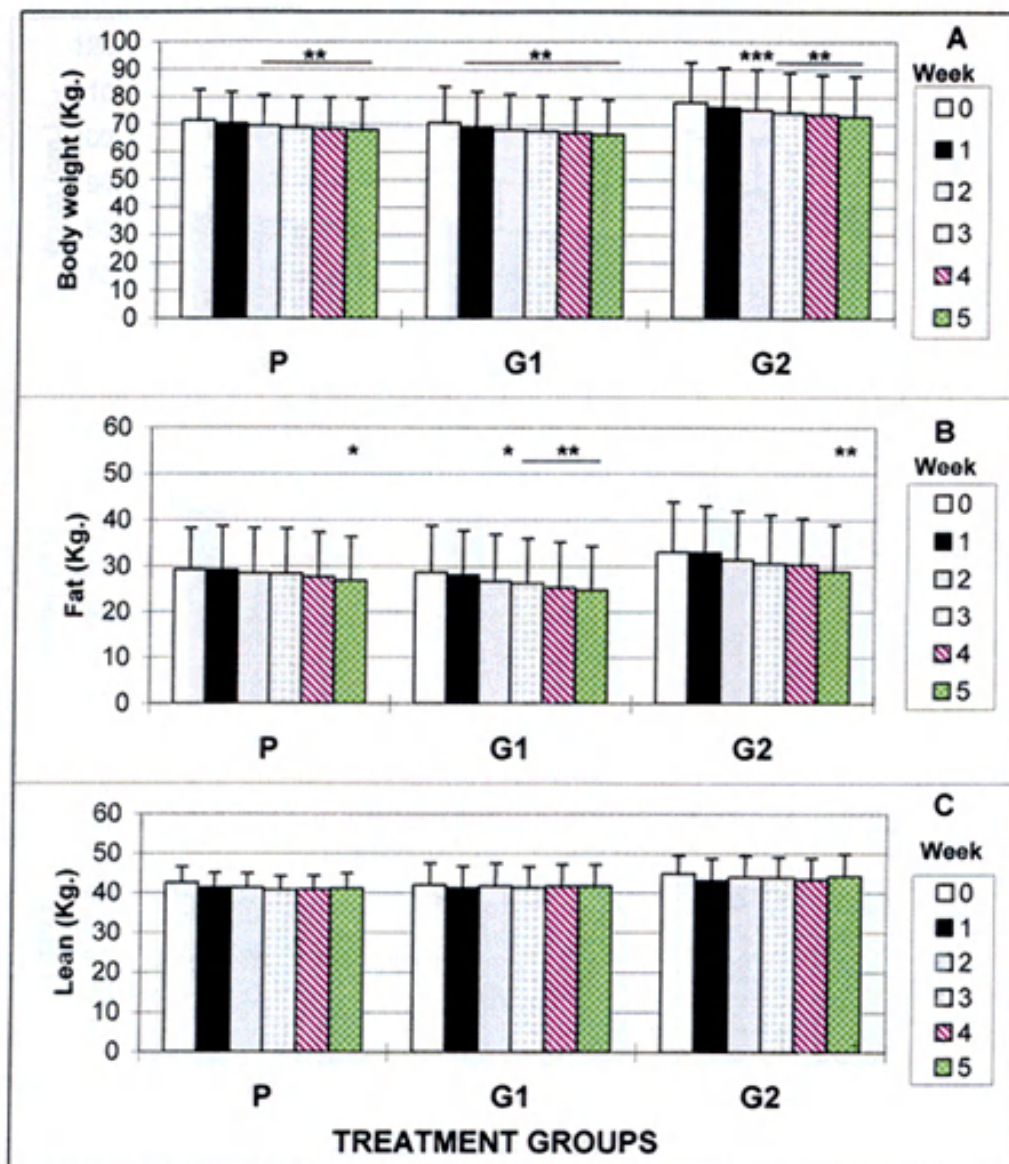 A
Week
0
1
2
3
4
5
100
90
80
70
60
50
40
30
20
10
0
Body weight (Kg.)
**
**
***
**
P
G1
G2
B
Week
0
1
2
3
4
5
60
50
40
30
20
10
0
Fat (Kg.)
*
*
**
**
P
G1
G2
C
Week
0
1
2
3
4
5
60
50
40
30
20
10
0
Lean (Kg.)
P
G1
G2
TREATMENT GROUPS